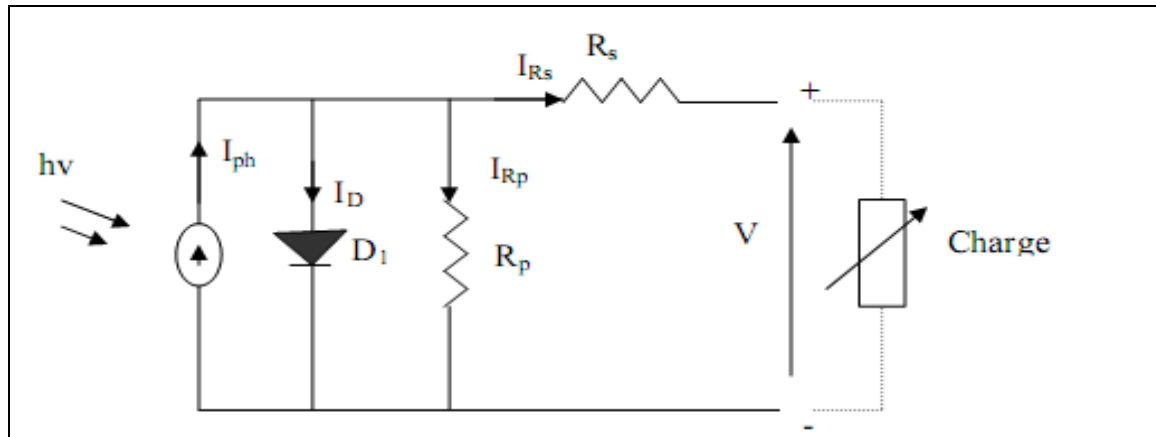 R_s
I_Rs
+
I_ph
hv
I_Rp
I_D
V
D_1
R_p
Charge
-